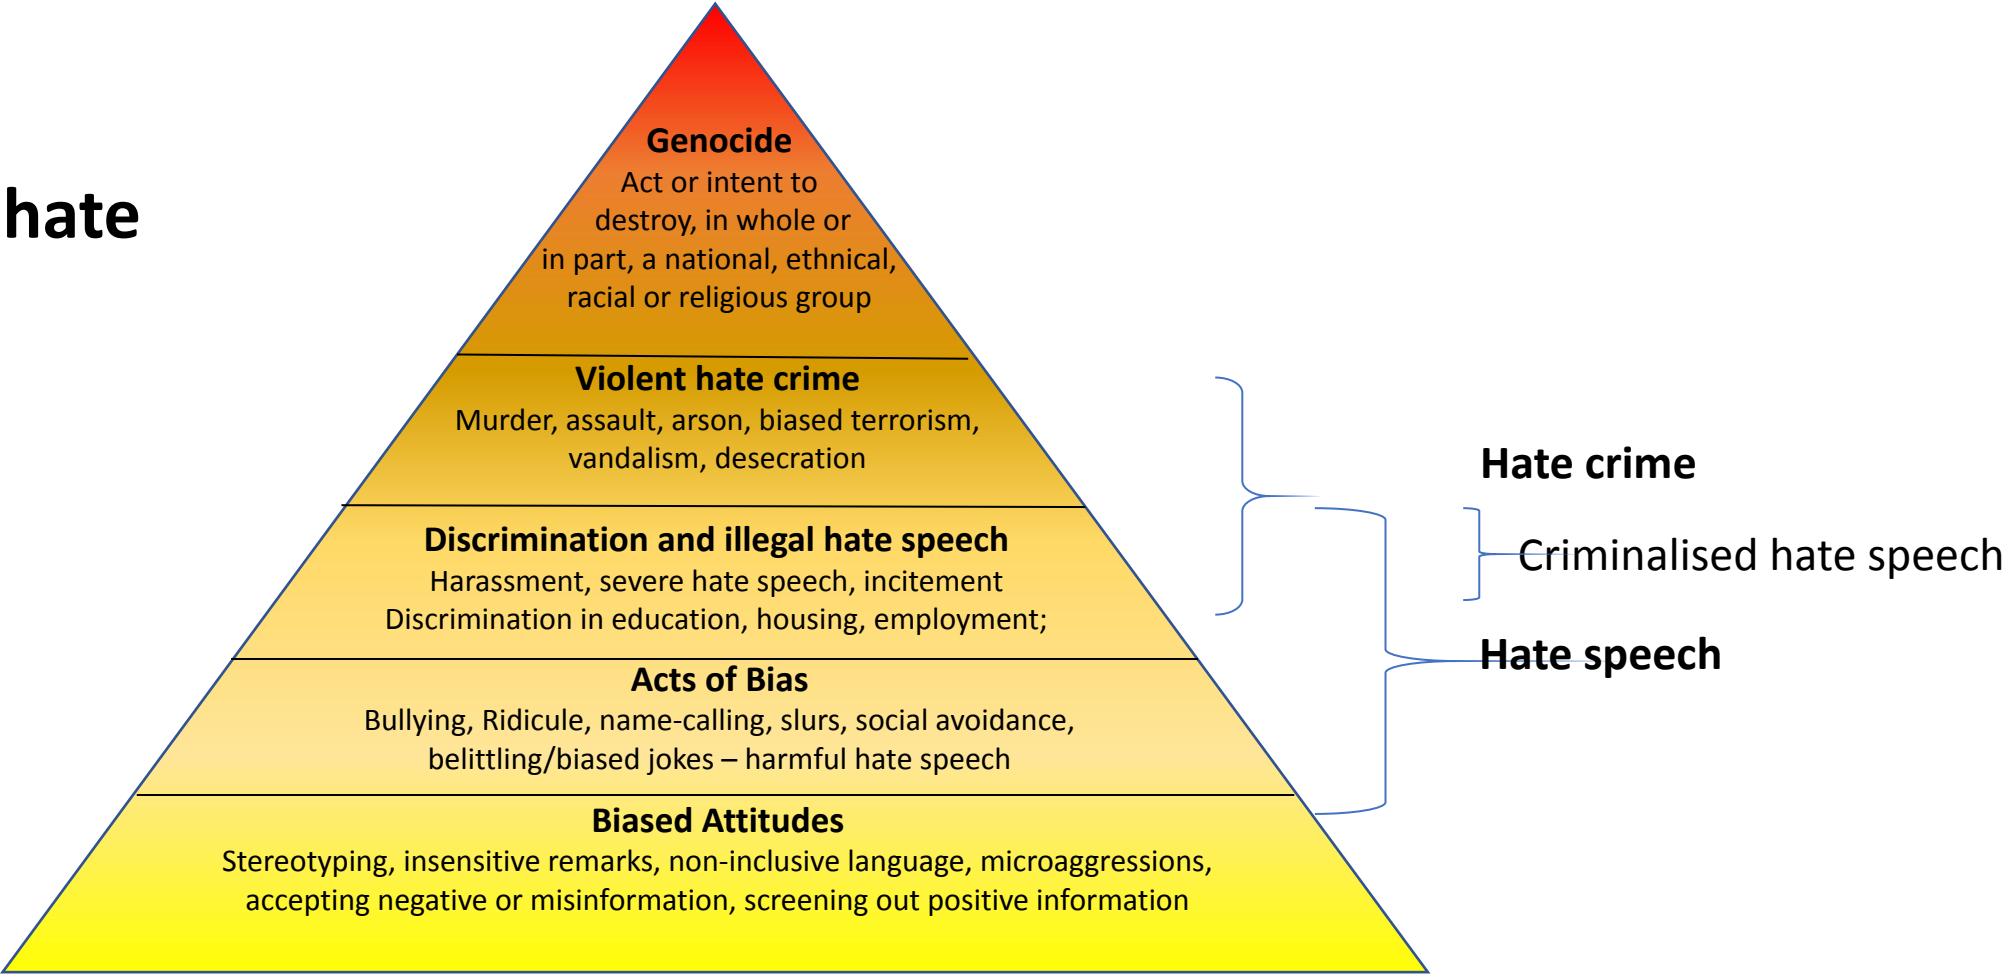 hate
Genocide
Act or intent to
destroy, in whole or
in part, a national, ethnical,
racial or religious group
Violent hate crime
Murder, assault, arson, biased terrorism,
vandalism, desecration
Discrimination and illegal hate speech
Harassment, severe hate speech, incitement
Discrimination in education, housing, employment;
Acts of Bias
Bullying, Ridicule, name-calling, slurs, social avoidance,
belittling/biased jokes – harmful hate speech
Biased Attitudes
Stereotyping, insensitive remarks, non-inclusive language, microaggressions,
accepting negative or misinformation, screening out positive information
Hate crime
Criminalised hate speech
Hate speech